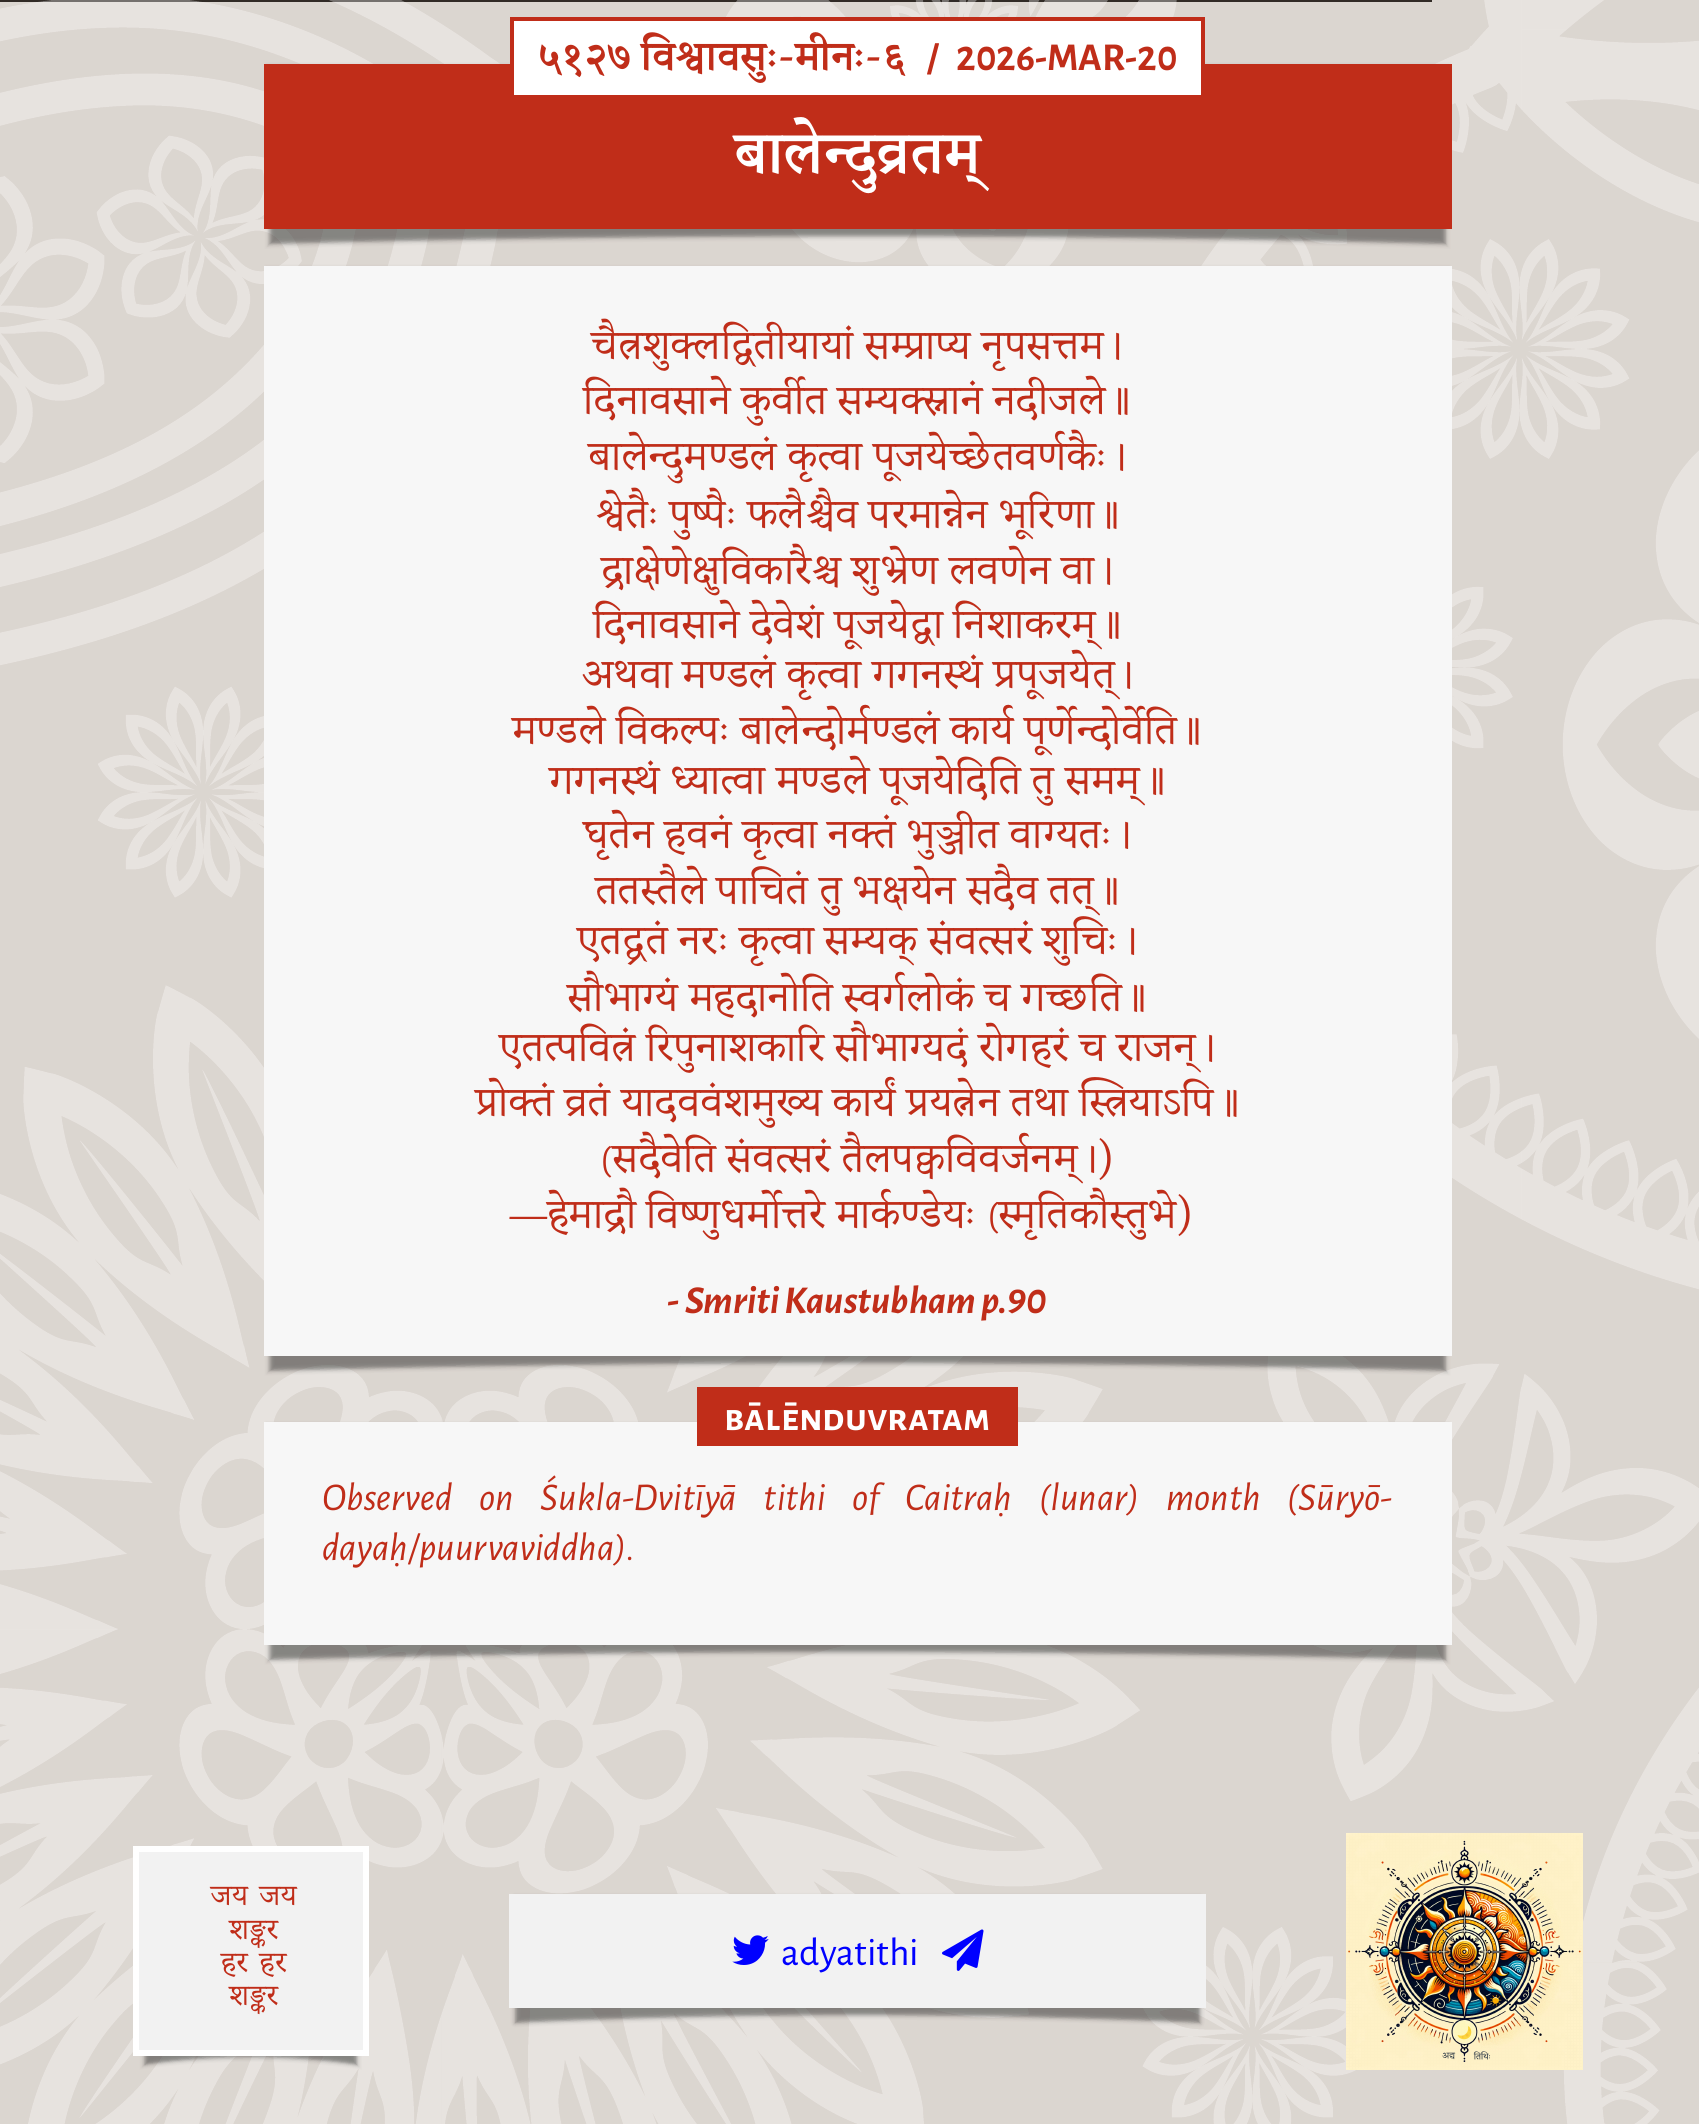 ५१२७ विश्वावसुः-मीनः-६ / 2026-MAR-20
बालेन्दुव्रतम्
चैत्रशुक्लद्वितीयायां सम्प्राप्य नृपसत्तम।
दिनावसाने कुर्वीत सम्यक्स्नानं नदीजले॥
बालेन्दुमण्डलं कृत्वा पूजयेच्छेतवर्णकैः।
श्वेतैः पुष्पैः फलैश्चैव परमान्नेन भूरिणा॥
द्राक्षेणेक्षुविकारैश्च शुभ्रेण लवणेन वा।
दिनावसाने देवेशं पूजयेद्वा निशाकरम्॥
अथवा मण्डलं कृत्वा गगनस्थं प्रपूजयेत्।
मण्डले विकल्पः बालेन्दोर्मण्डलं कार्य पूर्णेन्दोर्वेति॥
गगनस्थं ध्यात्वा मण्डले पूजयेदिति तु समम्॥
घृतेन हवनं कृत्वा नक्तं भुञ्जीत वाग्यतः।
ततस्तैले पाचितं तु भक्षयेन सदैव तत्॥
एतद्व्रतं नरः कृत्वा सम्यक् संवत्सरं शुचिः।
सौभाग्यं महदानोति स्वर्गलोकं च गच्छति॥
एतत्पवित्रं रिपुनाशकारि सौभाग्यदं रोगहरं च राजन्।
प्रोक्तं व्रतं यादववंशमुख्य कार्यं प्रयत्नेन तथा स्त्रियाऽपि॥
(सदैवेति संवत्सरं तैलपक्वविवर्जनम्।)
—हेमाद्रौ विष्णुधर्मोत्तरे मार्कण्डेयः (स्मृतिकौस्तुभे)
- Smriti Kaustubham p.90
BĀLĒNDUVRATAM
Observed on Śukla-Dvitīyā tithi of Caitraḥ (lunar) month (Sūryō-
dayaḥ/puurvaviddha).
जय जय
शङ्कर
हर हर
शङ्कर
adyatithi
अद्य तिथिः